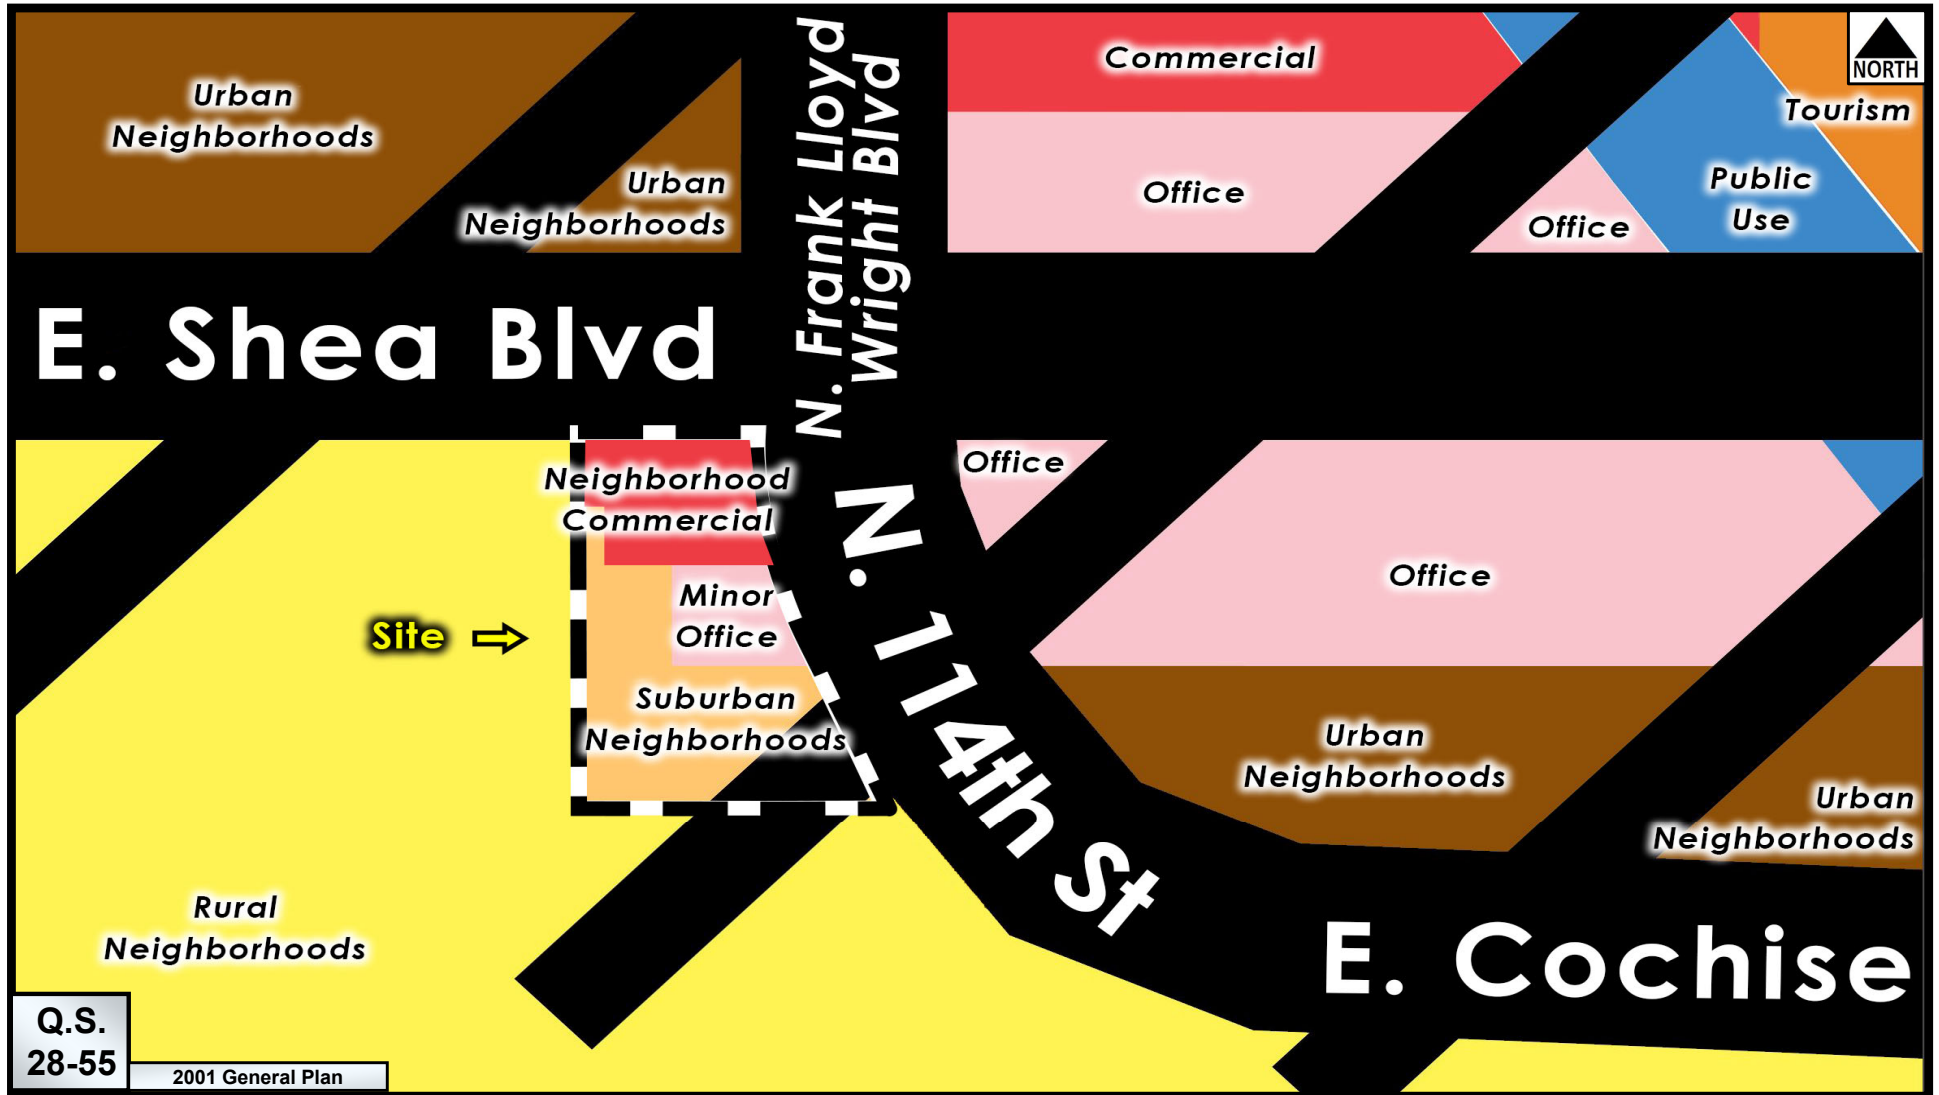 NORTH
Urban
Neighborhoods
Urban
Neighborhoods
N. Frank Lloyd
Wright Blvd
Commercial
Office
Tourism
Public
Use
Office
E. Shea Blvd
Neighborhood
Commercial
Minor
Office
Suburban
Neighborhoods
Site
Office
Office
N. 114th St
Urban
Neighborhoods
Urban
Neighborhoods
Rural
Neighborhoods
E. Cochise
Q.S.
28-55
2001 General Plan